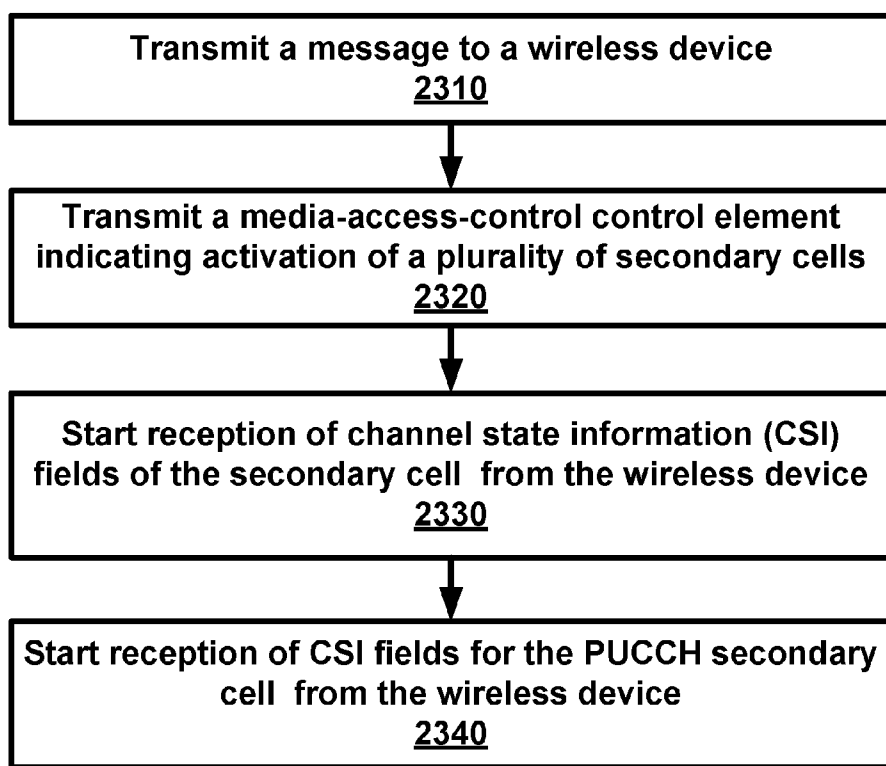 Transmit a message to a wireless device
2310
Transmit a media-access-control control element
indicating activation of a plurality of secondary cells
2320
Start reception of channel state information (CSI)
fields of the secondary cell from the wireless device
2330
Start reception of CSI fields for the PUCCH secondary
cell from the wireless device
2340